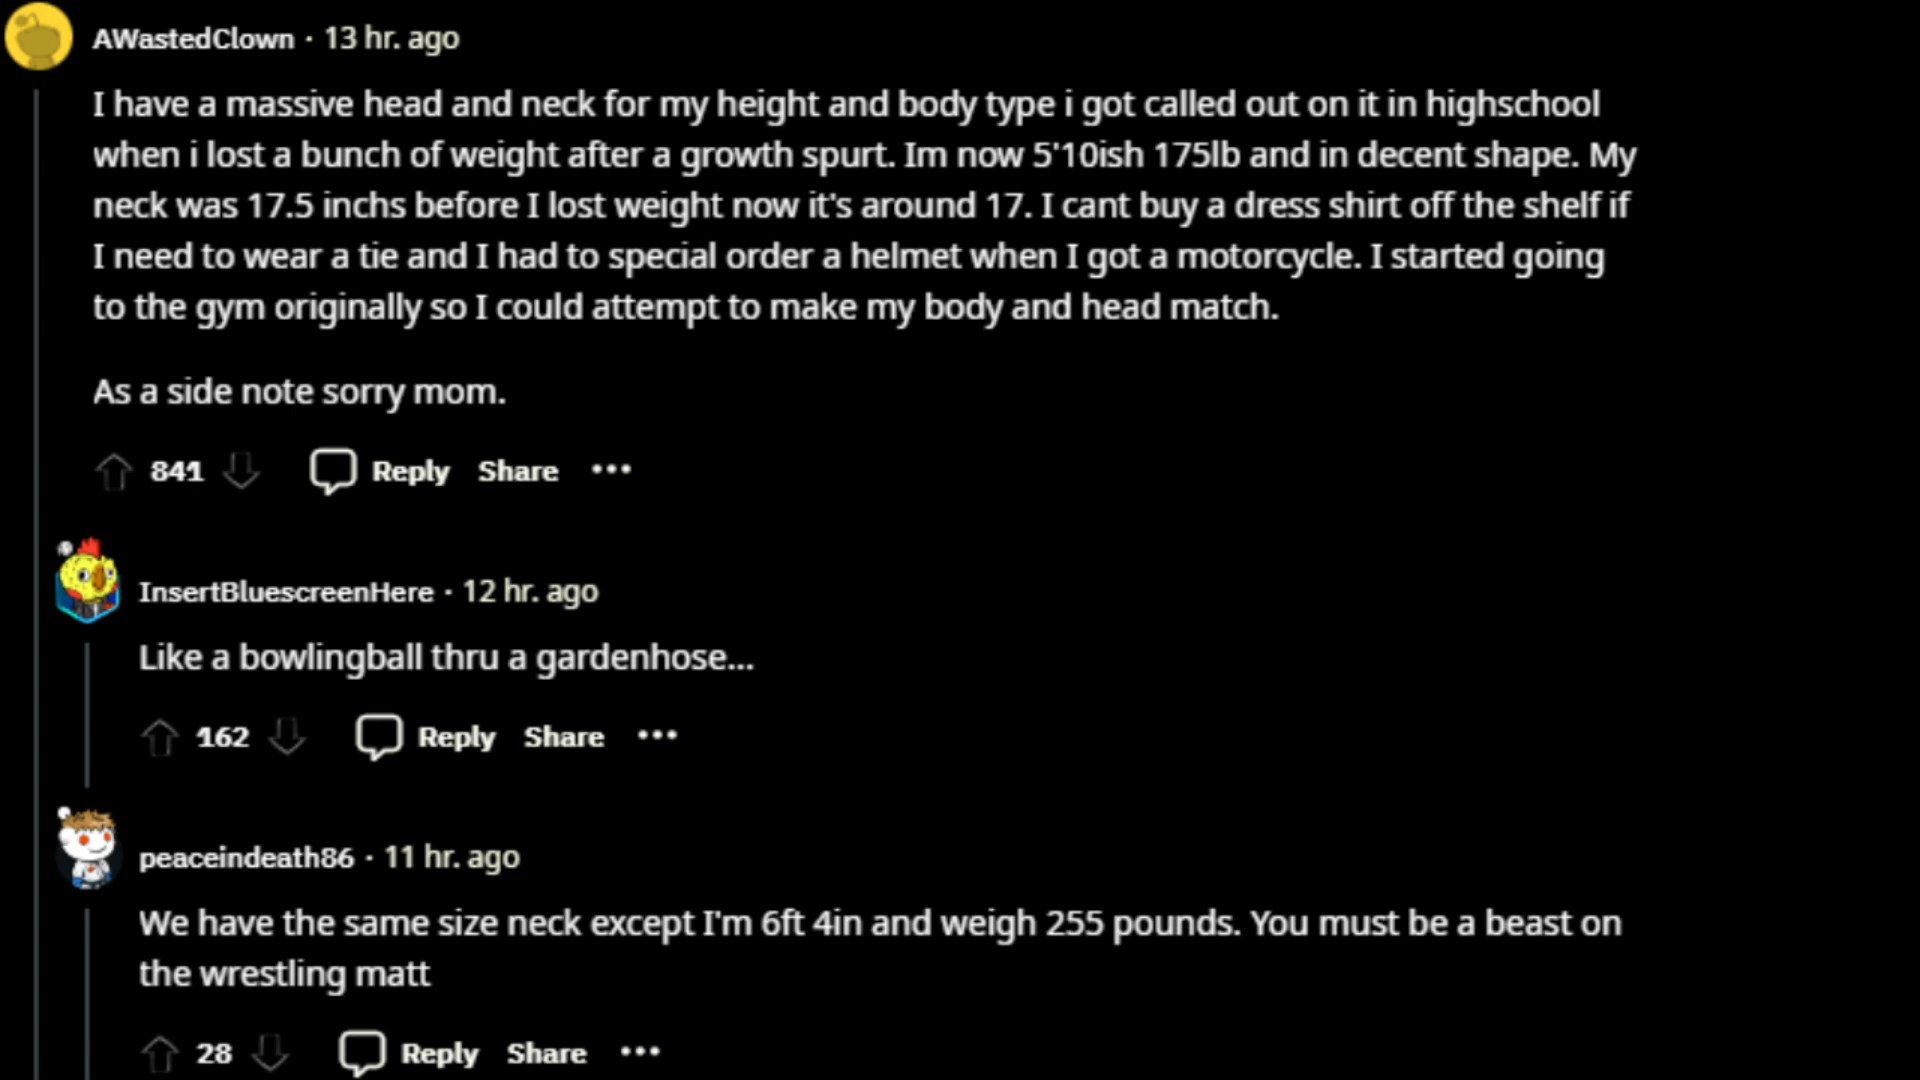 AWastedClown · 13 hr. ago
I have a massive head and neck for my height and body type i got called out on it in highschool
when i lost a bunch of weight after a growth spurt. Im now 5'10ish 175lb and in decent shape. My
neck was 17.5 inchs before I lost weight now it's around 17. I cant buy a dress shirt off the shelf if
I need to wear a tie and I had to special order a helmet when I got a motorcycle. I started going
to the gym originally so I could attempt to make my body and head match.
As a side note sorry mom.
841 Reply Share •••
InsertBluescreenHere · 12 hr. ago
Like a bowlingball thru a gardenhose...
162 Reply Share •••
peaceindeath86 · 11 hr. ago
We have the same size neck except I'm 6ft 4in and weigh 255 pounds. You must be a beast on
the wrestling matt
28 Reply Share •••